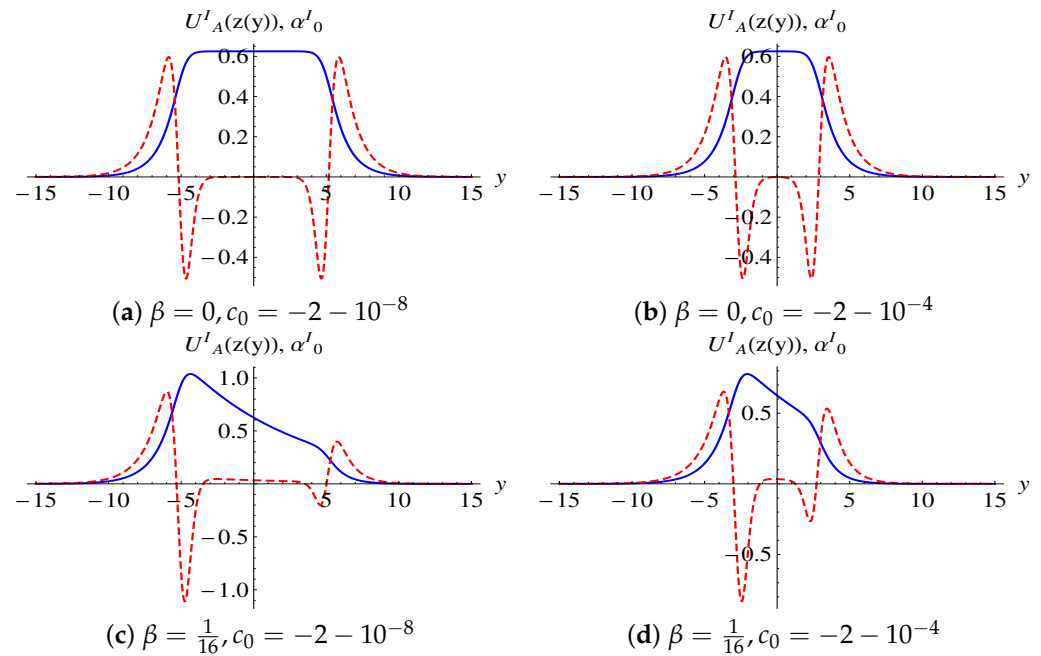 U^I_A(z(y)), α^I_0
0.6
0.4
0.2
−0.2
−0.4
−15 −10 −5 5 10 15 y
(a) β = 0, c_0 = −2 − 10^{−8}
U^I_A(z(y)), α^I_0
0.6
0.4
0.2
−0.2
−0.4
−15 −10 −5 5 10 15 y
(b) β = 0, c_0 = −2 − 10^{−4}
U^I_A(z(y)), α^I_0
1.0
0.5
−0.5
−1.0
−15 −10 −5 5 10 15 y
(c) β = 1/16, c_0 = −2 − 10^{−8}
U^I_A(z(y)), α^I_0
0.5
−0.5
−15 −10 −5 5 10 15 y
(d) β = 1/16, c_0 = −2 − 10^{−4}